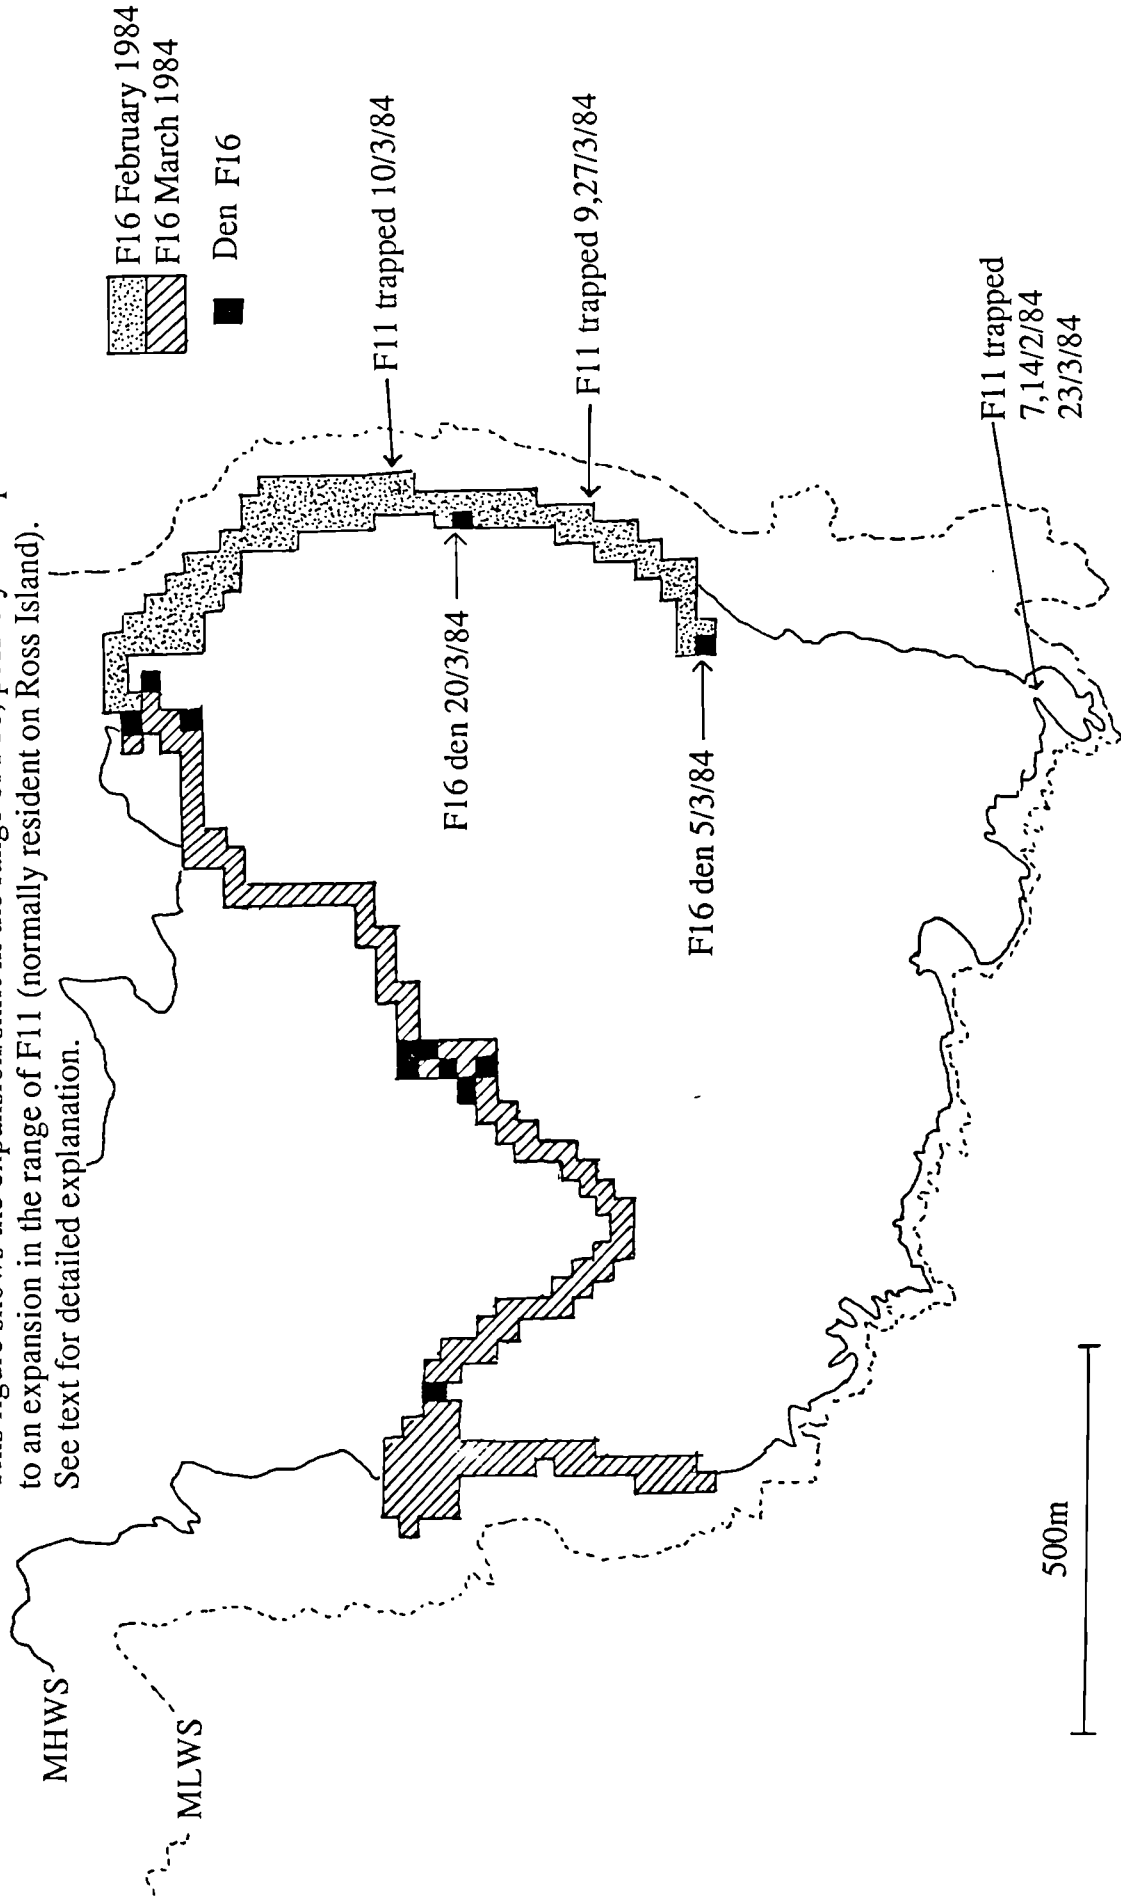 to an expansion in the range of F11 (normally resident on Ross Island).
See text for detailed explanation.
F16 February 1984
F16 March 1984
Den F16
F11 trapped 10/3/84
F11 trapped 9,27/3/84
F11 trapped
7,14/2/84
23/3/84
F16 den 20/3/84
F16 den 5/3/84
MHWS
MLWS
500m